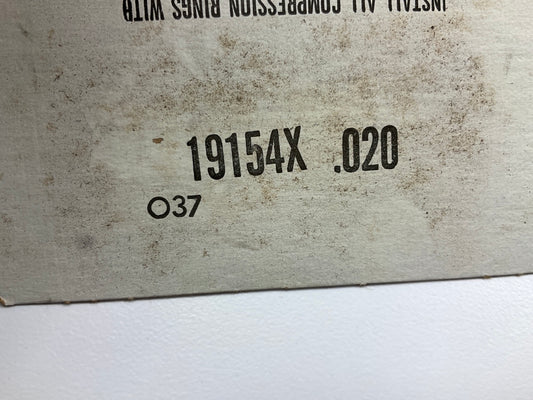 INSTALL ALL COMPRESSION RINGS WITH
19154X .020
O37